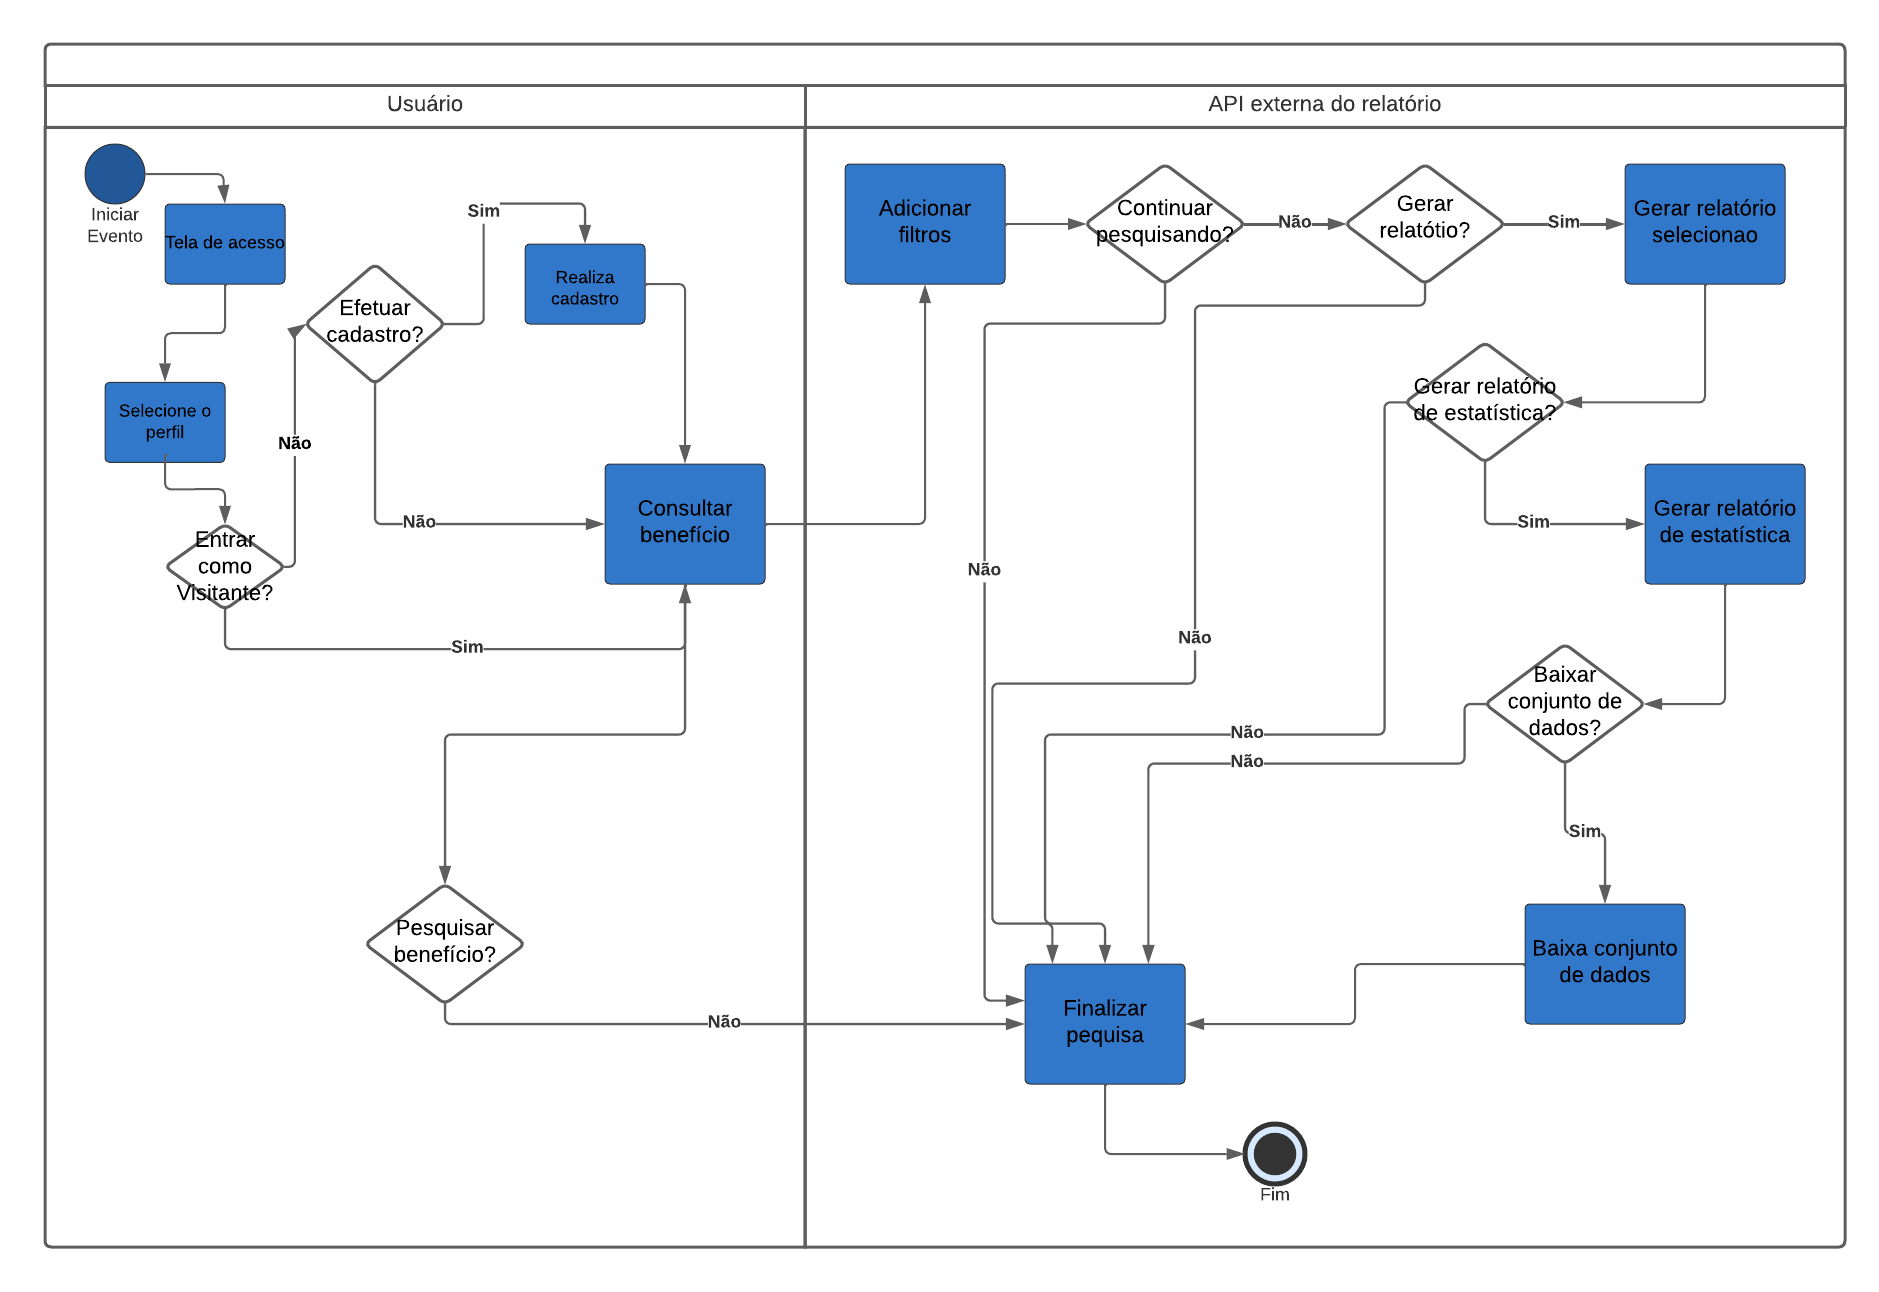 Usuário
API externa do relatório
Iniciar
Evento
Tela de acesso
Selecione o
perfil
Entrar
como
Visitante?
Não
Sim
Efetuar
cadastro?
Sim
Não
Realiza
cadastro
Consultar
benefício
Pesquisar
benefício?
Não
Adicionar
filtros
Continuar
pesquisando?
Não
Não
Gerar
relatótio?
Sim
Não
Gerar relatório
selecionao
Gerar relatório
de estatística?
Sim
Não
Gerar relatório
de estatística
Baixar
conjunto de
dados?
Não
Sim
Baixa conjunto
de dados
Finalizar
pequisa
Fim